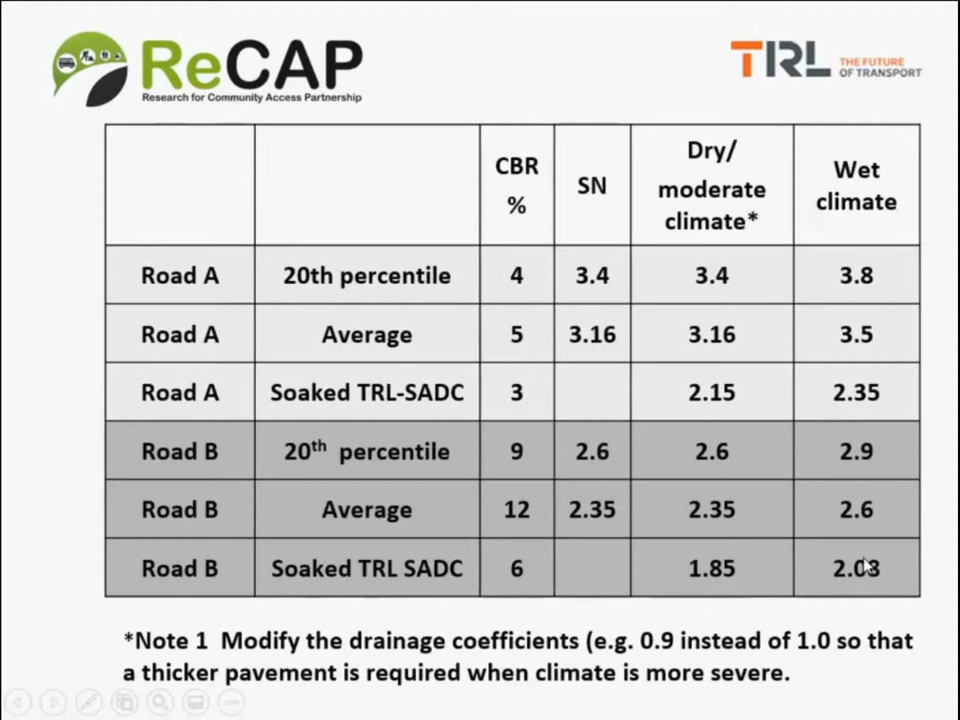 ReCAP
Research for Community Access Partnership
TRL THE FUTURE
OF TRANSPORT
CBR % SN Dry/ moderate climate* Wet climate
Road A 20th percentile 4 3.4 3.4 3.8
Road A Average 5 3.16 3.16 3.5
Road A Soaked TRL-SADC 3 2.15 2.35
Road B 20th percentile 9 2.6 2.6 2.9
Road B Average 12 2.35 2.35 2.6
Road B Soaked TRL SADC 6 1.85 2.03
*Note 1 Modify the drainage coefficients (e.g. 0.9 instead of 1.0 so that
a thicker pavement is required when climate is more severe.